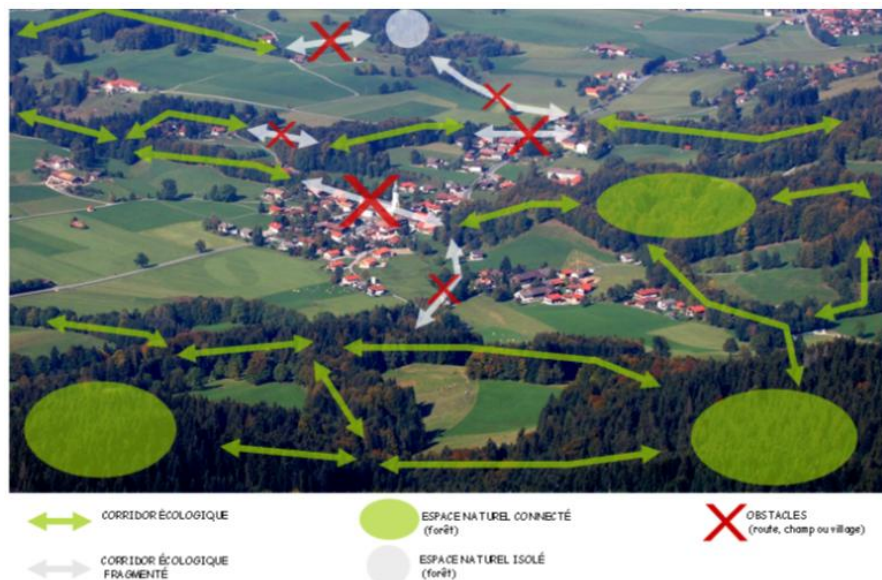 CORRIDOR ÉCOLOGIQUE
ESPACE NATUREL CONNECTÉ
(forêt)
OBSTACLES
(route, champ ou village)
CORRIDOR ÉCOLOGIQUE
FRAGMENTÉ
ESPACE NATUREL ISOLÉ
(forêt)